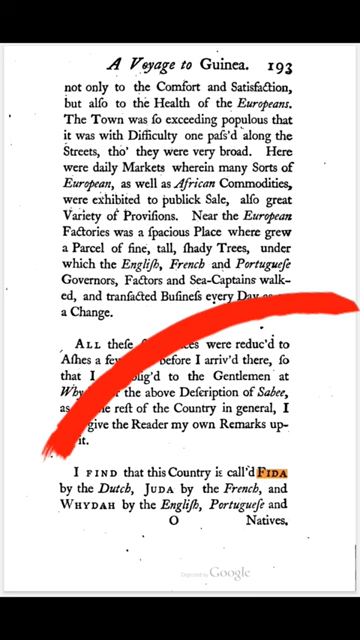 A Voyage to Guinea. 193
not only to the Comfort and Satisfaction,
but alſo to the Health of the Europeans.
The Town was ſo exceeding populous that
it was with Difficulty one paſs'd along the
Streets, tho' they were very broad. Here
were daily Markets wherein many Sorts of
European, as well as African Commodities,
were exhibited to publick Sale, alſo great
Variety of Proviſions. Near the European
Factories was a ſpacious Place where grew
a Parcel of fine, tall, ſhady Trees, under
which the Engliſh, French and Portugueſe
Governors, Factors and Sea-Captains walk-
ed, and tranſacted Buſineſs every Day
a Change.
ALL theſe were reduc'd to
Aſhes a before I arriv'd there, ſo
that I to the Gentlemen at
the above Deſcription of Sabee,
as reſt of the Country in general, I
give the Reader my own Remarks up-
it.
I FIND that this Country is call'd FIDA
by the Dutch, JUDA by the French, and
WHYDAH by the Engliſh, Portugueſe and
O Natives.
Digitized by Google